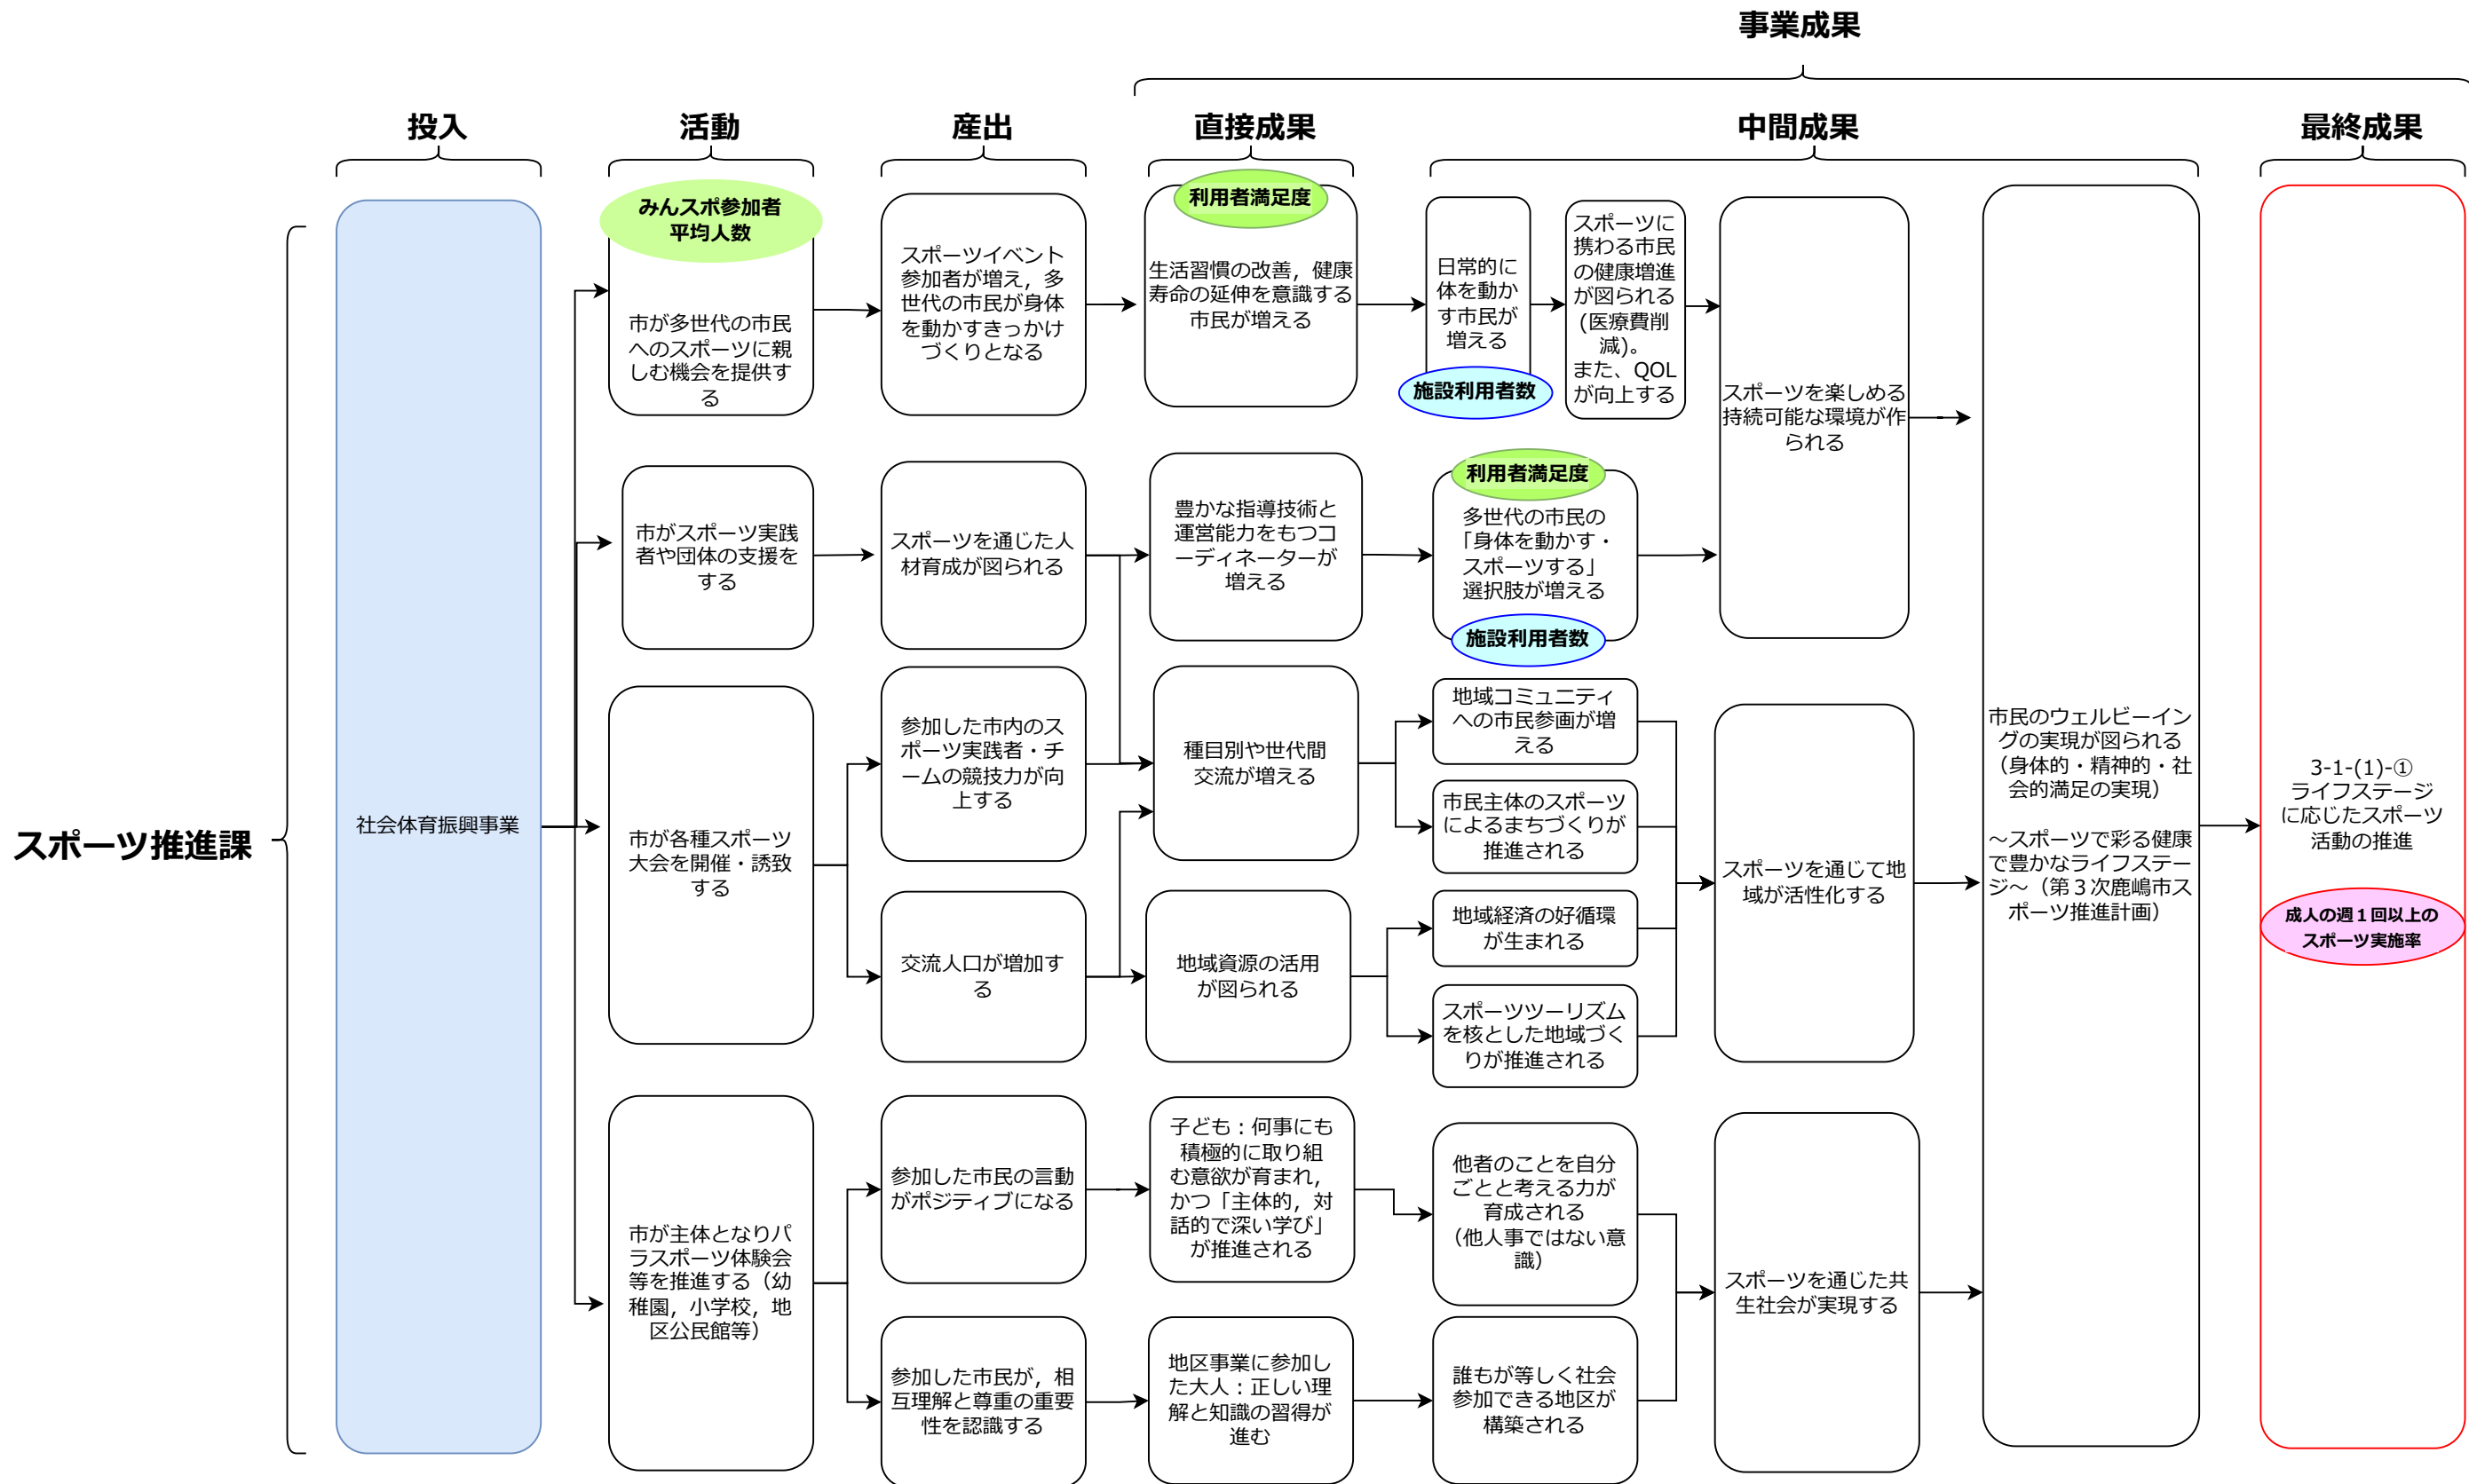 事業成果
投入
活動
産出
直接成果
中間成果
最終成果
スポーツ推進課
社会体育振興事業
みんスポ参加者
平均人数
市が多世代の市民
へのスポーツに親
しむ機会を提供す
る
スポーツイベント
参加者が増え，多
世代の市民が身体
を動かすきっかけ
づくりとなる
利用者満足度
生活習慣の改善，健康
寿命の延伸を意識する
市民が増える
日常的に
体を動か
す市民が
増える
施設利用者数
スポーツに
携わる市民
の健康増進
が図られる
(医療費削
減)。
また、QOL
が向上する
スポーツを楽しめる
持続可能な環境が作
られる
市がスポーツ実践
者や団体の支援を
する
スポーツを通じた人
材育成が図られる
豊かな指導技術と
運営能力をもつコ
ーディネーターが
増える
利用者満足度
多世代の市民の
「身体を動かす・
スポーツする」
選択肢が増える
施設利用者数
市が各種スポーツ
大会を開催・誘致
する
参加した市内のス
ポーツ実践者・チ
ームの競技力が向
上する
交流人口が増加す
る
種目別や世代間
交流が増える
地域資源の活用
が図られる
地域コミュニティ
への市民参画が増
える
市民主体のスポーツ
によるまちづくりが
推進される
地域経済の好循環
が生まれる
スポーツツーリズム
を核とした地域づく
りが推進される
スポーツを通じて地
域が活性化する
市が主体となりパ
ラスポーツ体験会
等を推進する（幼
稚園，小学校，地
区公民館等）
参加した市民の言動
がポジティブになる
参加した市民が，相
互理解と尊重の重要
性を認識する
子ども：何事にも
積極的に取り組
む意欲が育まれ，
かつ「主体的，対
話的で深い学び」
が推進される
地区事業に参加し
た大人：正しい理
解と知識の習得が
進む
他者のことを自分
ごとと考える力が
育成される
（他人事ではない意
識）
誰もが等しく社会
参加できる地区が
構築される
スポーツを通じた共
生社会が実現する
市民のウェルビーイン
グの実現が図られる
（身体的・精神的・社
会的満足の実現）
～スポーツで彩る健康
で豊かなライフステー
ジ～（第３次鹿嶋市ス
ポーツ推進計画）
3-1-(1)-①
ライフステージ
に応じたスポーツ
活動の推進
成人の週１回以上の
スポーツ実施率